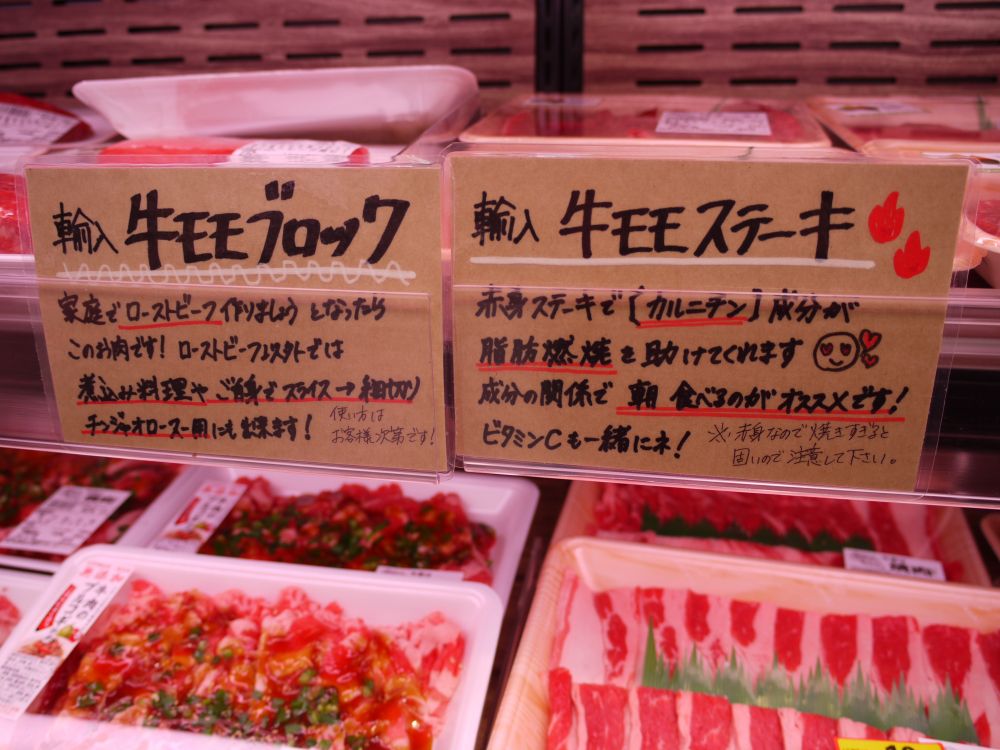 輸入 牛モモブロック
家庭でローストビーフ作りましょうとなったら
このお肉です！ローストビーフ以外では
煮込み料理やご自身でスライス→細切り
チンジャオロース用にも出来ます！
使い方は
お客様次第です！
輸入 牛モモステーキ
赤身ステーキで［カルニチン］成分が
脂肪燃焼を助けてくれます
成分の関係で 朝 食べるのがオススメです！
ビタミンCも一緒にネ！
※赤身なので焼きすぎると
固いので注意して下さい。